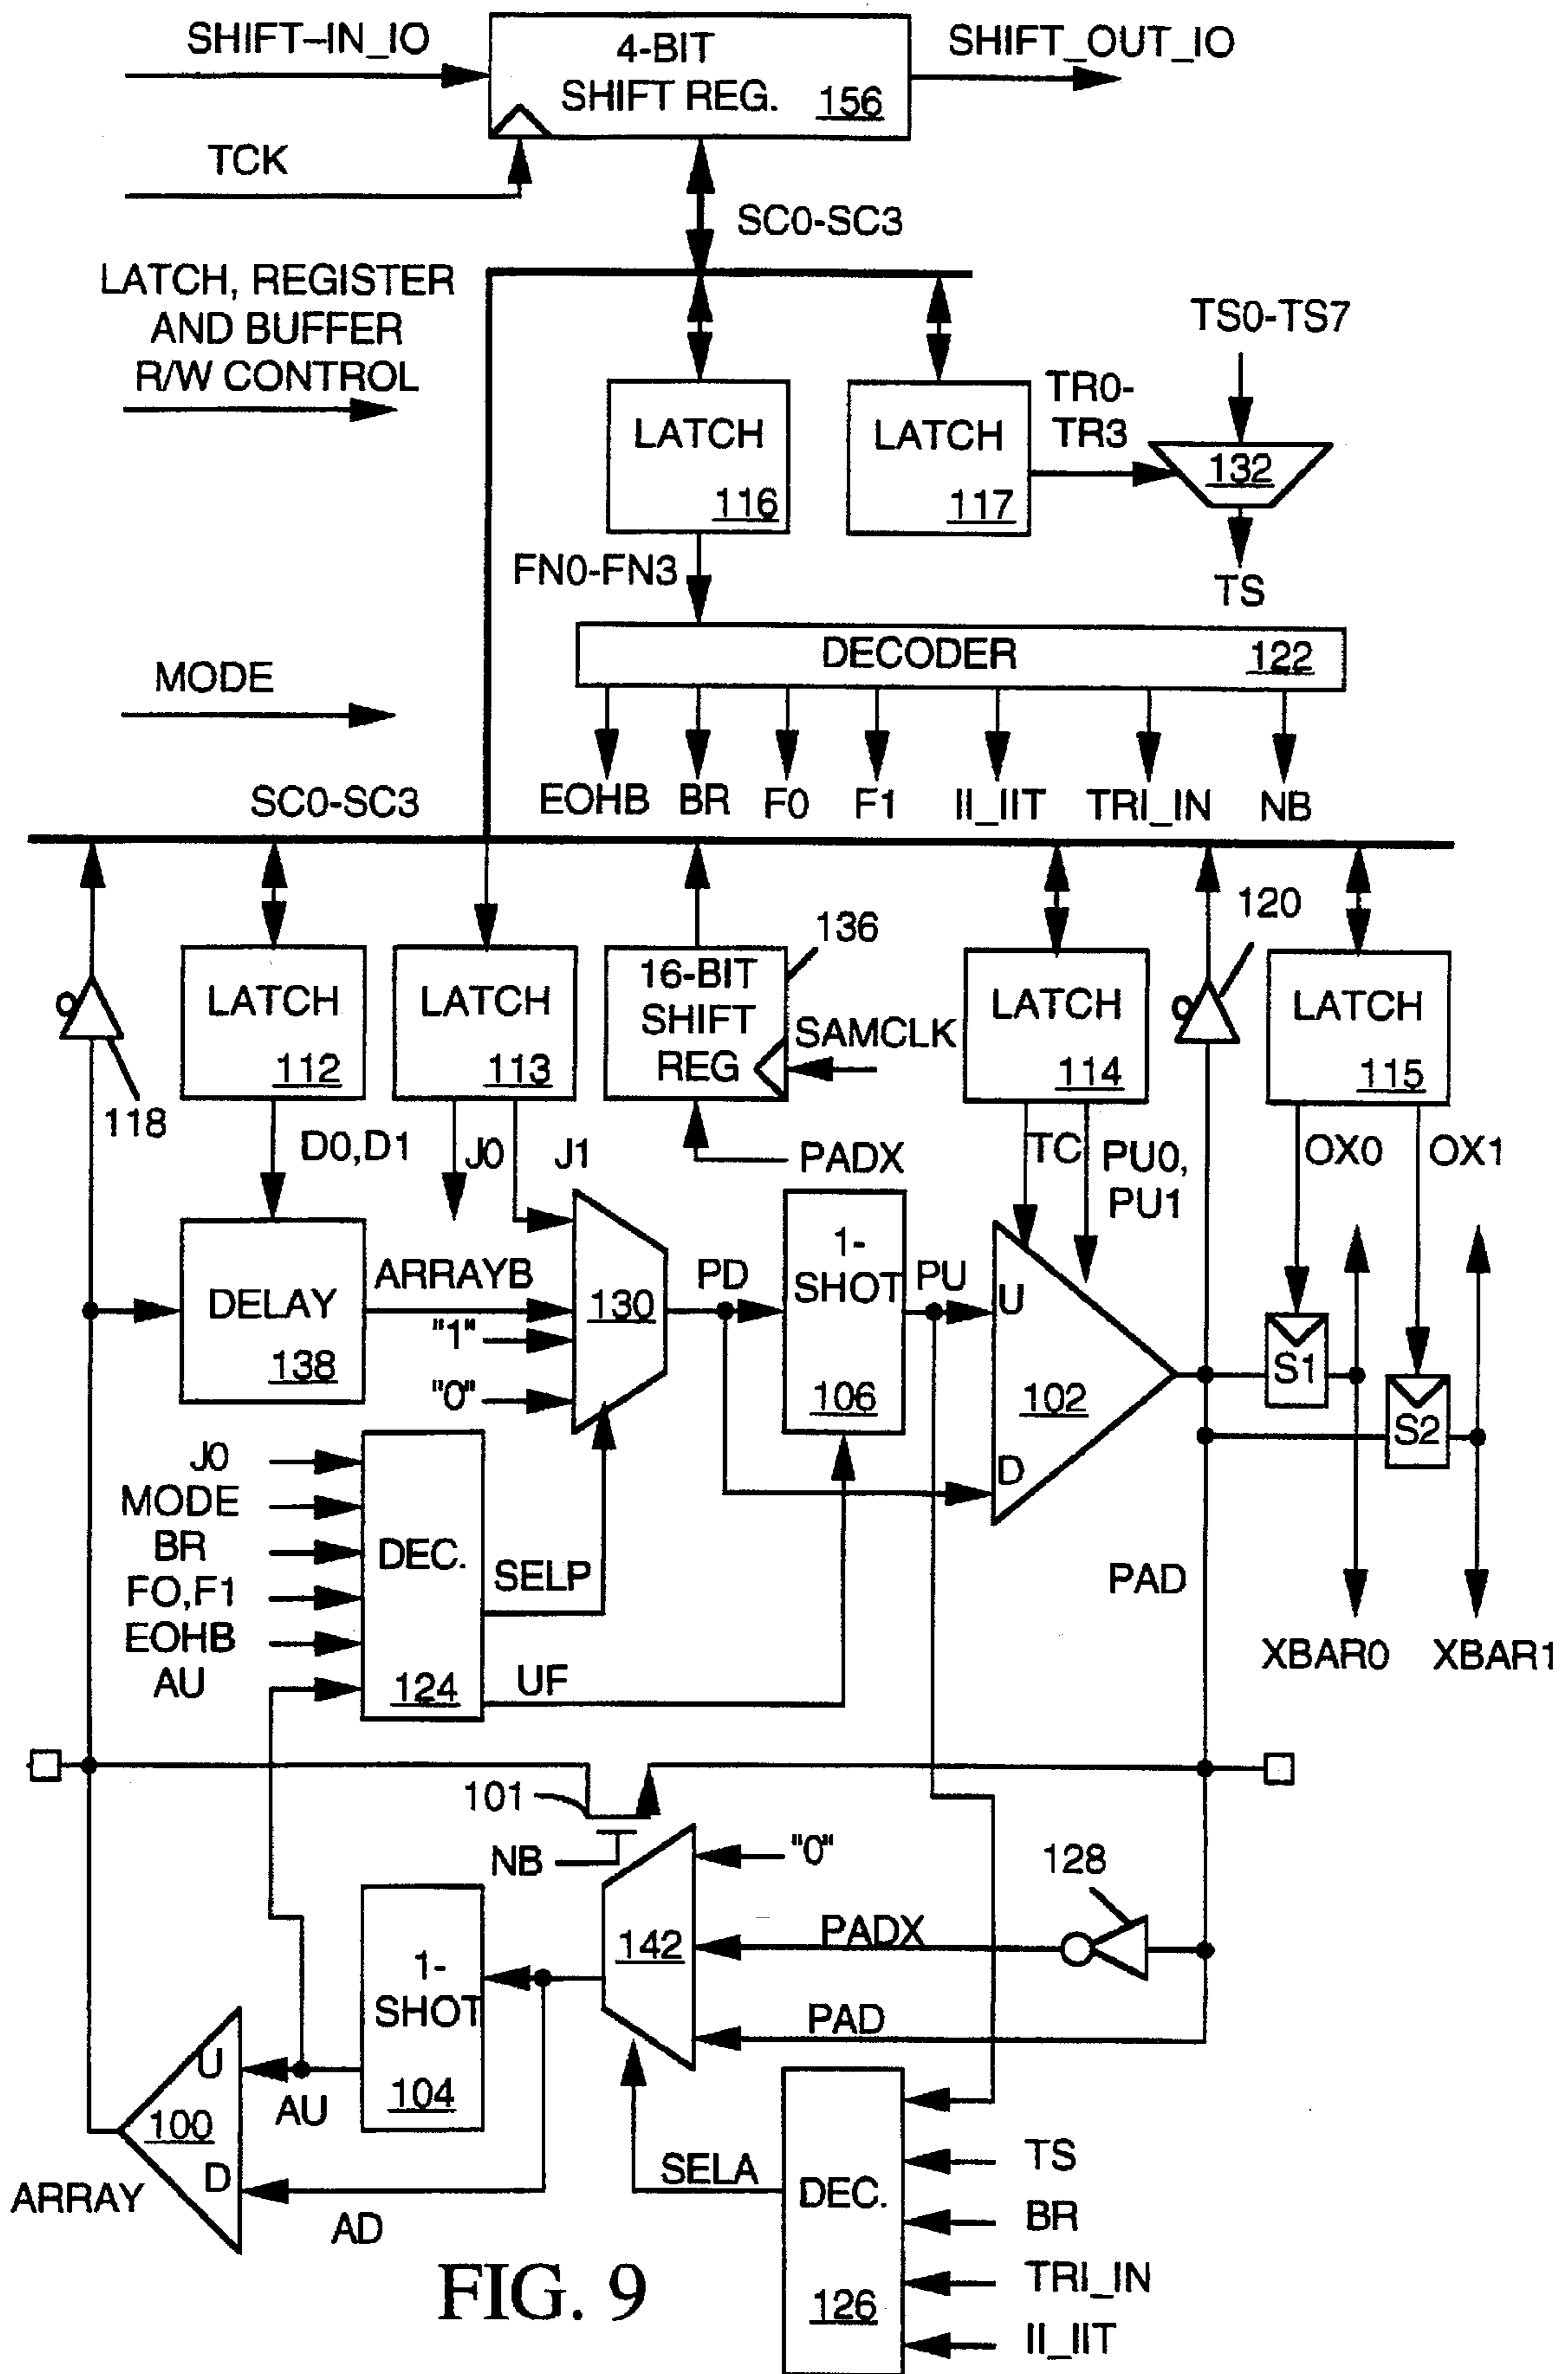 SHIFT–IN_IO
4-BIT
SHIFT REG. 156
SHIFT_OUT_IO
TCK
SC0-SC3
LATCH, REGISTER
AND BUFFER
R/W CONTROL
TS0-TS7
LATCH
116
LATCH
117
TR0-
TR3
132
FN0-FN3
TS
DECODER 122
MODE
EOHB BR F0 F1 II_IIT TRI_IN NB
SC0-SC3
118
LATCH
112
LATCH
113
136
16-BIT
SHIFT
REG
SAMCLK
LATCH
114
120
LATCH
115
D0,D1
J0
J1
PADX
TC
PU0,
PU1
OX0
OX1
DELAY
138
ARRAYB
"1"
"0"
130
PD
1-
SHOT
106
PU
U
102
D
S1
S2
J0
MODE
BR
FO,F1
EOHB
AU
DEC.
124
SELP
UF
PAD
XBAR0
XBAR1
101
NB
"0"
128
142
PADX
PAD
1-
SHOT
104
U
100
D
AU
ARRAY
AD
SELA
DEC.
126
TS
BR
TRI_IN
II_IIT
FIG. 9